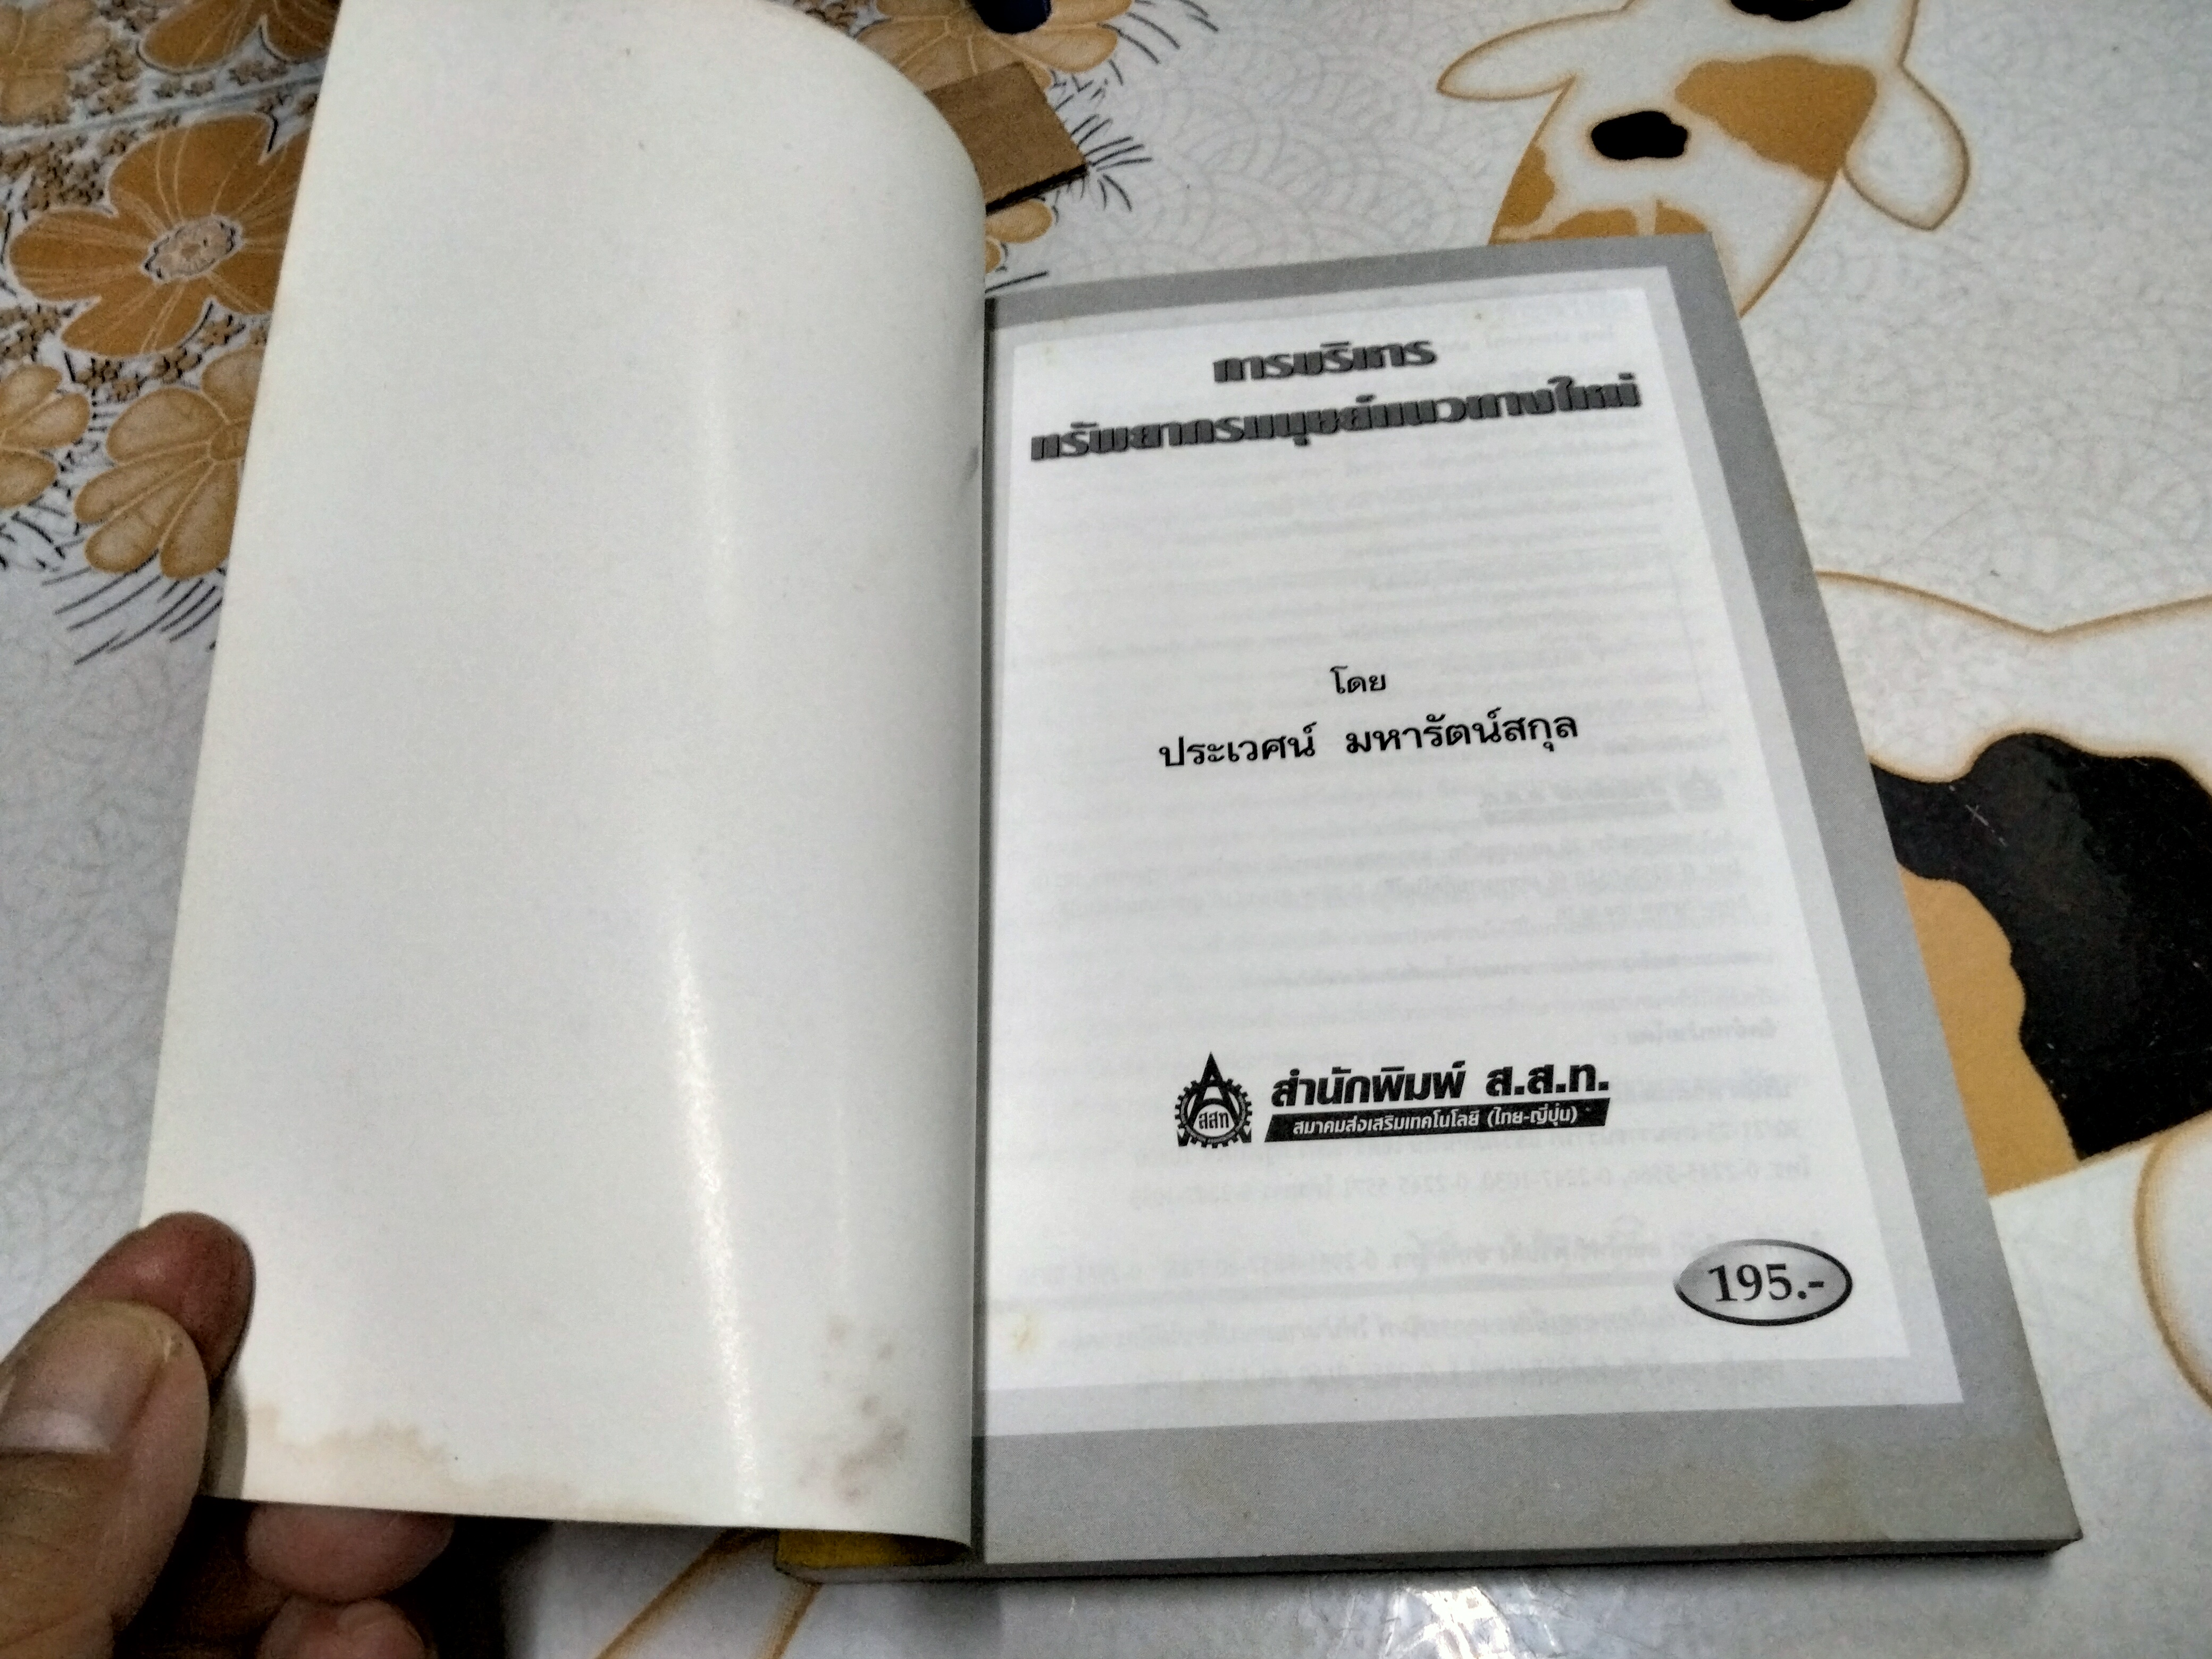 การบริหาร
ทรัพยากรมนุษย์แนวทางใหม่
โดย
ประเวศน์ มหารัตน์สกุล
สสท
สำนักพิมพ์ ส.ส.ท.
สมาคมส่งเสริมเทคโนโลยี (ไทย-ญี่ปุ่น)
195.-